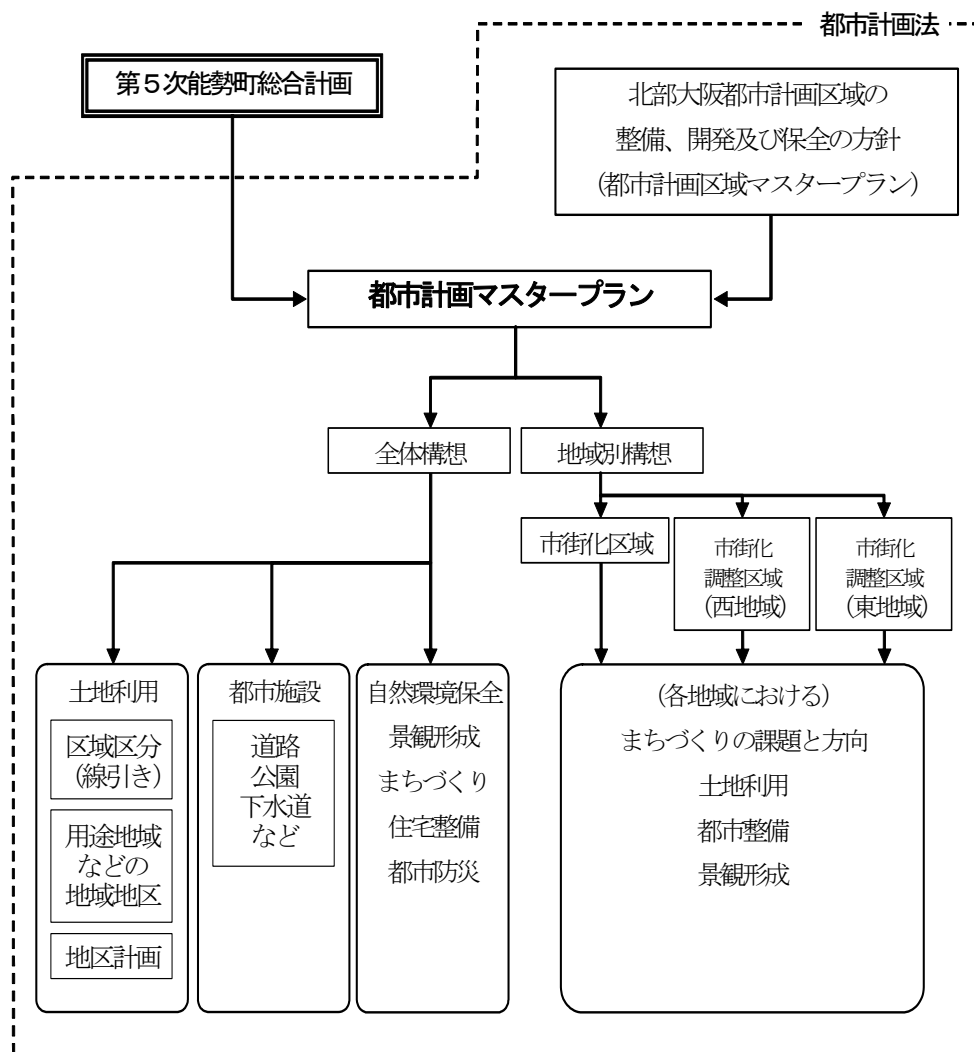 都市計画法
第5次能勢町総合計画
北部大阪都市計画区域の
整備、開発及び保全の方針
(都市計画区域マスタープラン)
都市計画マスタープラン
全体構想
地域別構想
市街化区域
市街化
調整区域
(西地域)
市街化
調整区域
(東地域)
土地利用
区域区分
(線引き)
用途地域
などの
地域地区
地区計画
都市施設
道路
公園
下水道
など
自然環境保全
景観形成
まちづくり
住宅整備
都市防災
(各地域における)
まちづくりの課題と方向
土地利用
都市整備
景観形成